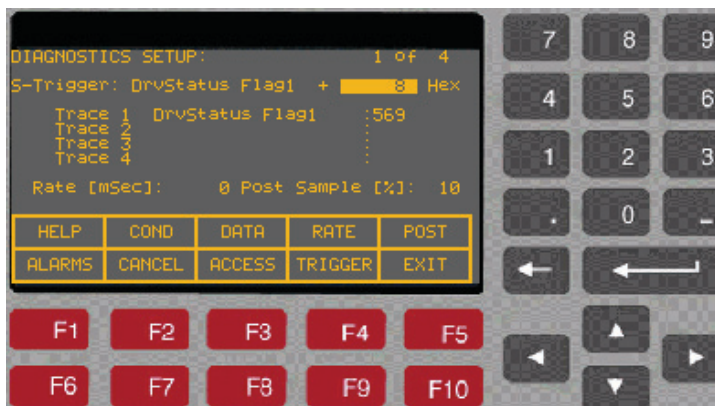 DIAGNOSTICS SETUP: 1 of 4
S-Trigger: DrvStatus Flag1 + 8 Hex
Trace 1 DrvStatus Flag1 :569
Trace 2 :
Trace 3 :
Trace 4 :
Rate [mSec]: 0 Post Sample [%]: 10
HELP COND DATA RATE POST
ALARMS CANCEL ACCESS TRIGGER EXIT
F1 F2 F3 F4 F5
F6 F7 F8 F9 F10
7 8 9
4 5 6
1 2 3
. 0 -